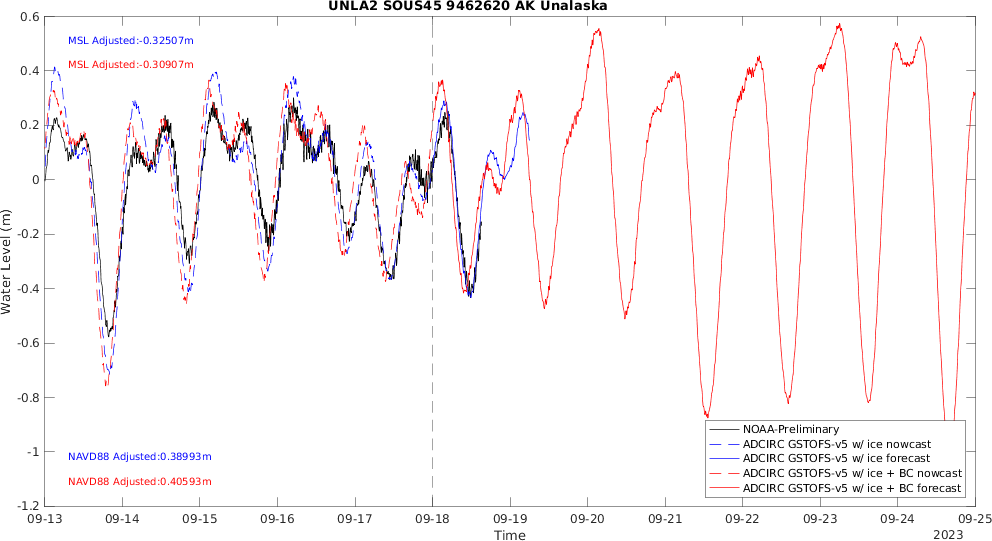 UNLA2 SOUS45 9462620 AK Unalaska
0.6
0.4
0.2
0
-0.2
-0.4
-0.6
-0.8
-1
-1.2
Water Level (m)
MSL Adjusted:-0.32507m
MSL Adjusted:-0.30907m
NAVD88 Adjusted:0.38993m
NAVD88 Adjusted:0.40593m
NOAA-Preliminary
ADCIRC GSTOFS-v5 w/ ice nowcast
ADCIRC GSTOFS-v5 w/ ice forecast
ADCIRC GSTOFS-v5 w/ ice + BC nowcast
ADCIRC GSTOFS-v5 w/ ice + BC forecast
09-13 09-14 09-15 09-16 09-17 09-18 09-19 09-20 09-21 09-22 09-23 09-24 09-25
Time
2023